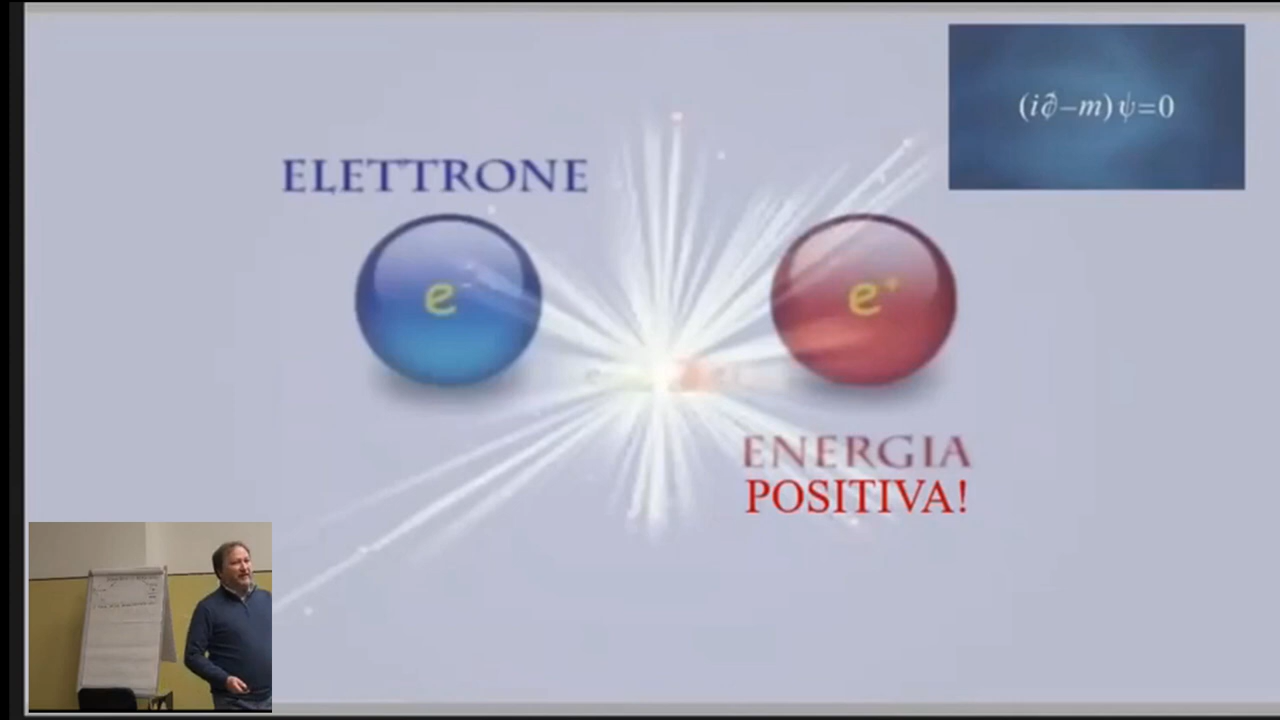 (i∂̸−m)ψ=0
ELETTRONE
e⁻
e⁺
ENERGIA
POSITIVA!